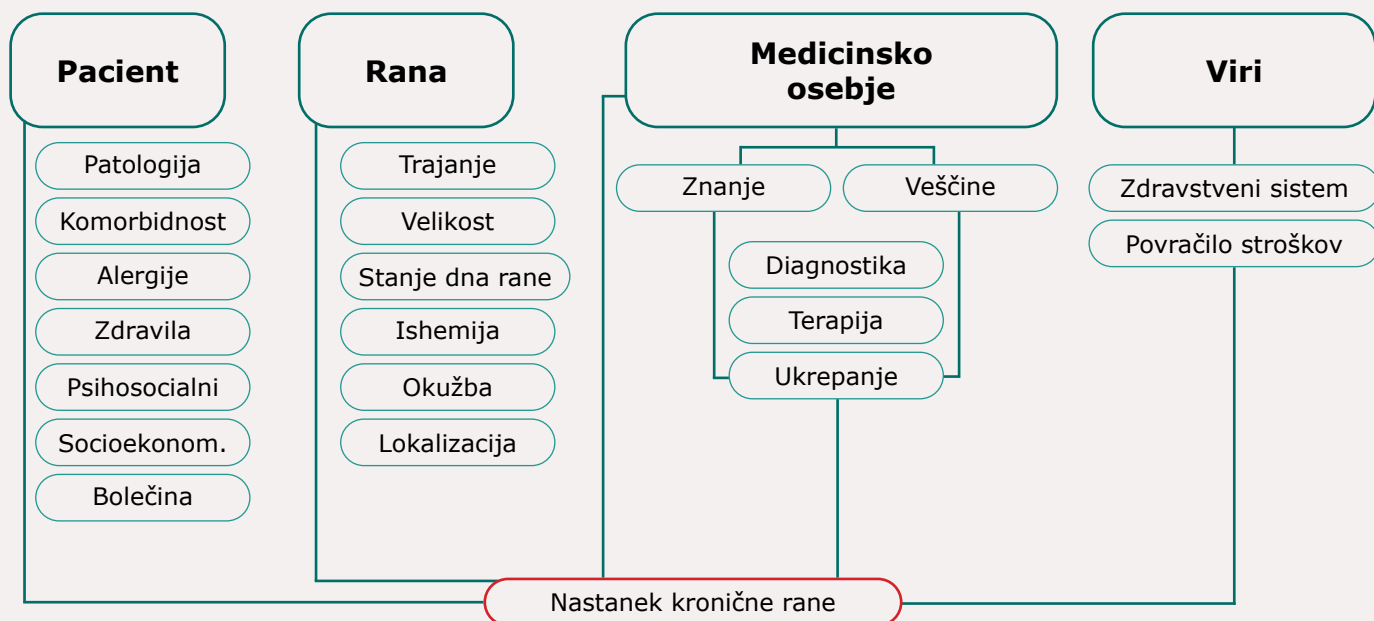 Pacient
Patologija
Komorbidnost
Alergije
Zdravila
Psihosocialni
Socioekonom.
Bolečina
Rana
Trajanje
Velikost
Stanje dna rane
Ishemija
Okužba
Lokalizacija
Medicinsko
osebje
Znanje
Veščine
Diagnostika
Terapija
Ukrepanje
Viri
Zdravstveni sistem
Povračilo stroškov
Nastanek kronične rane